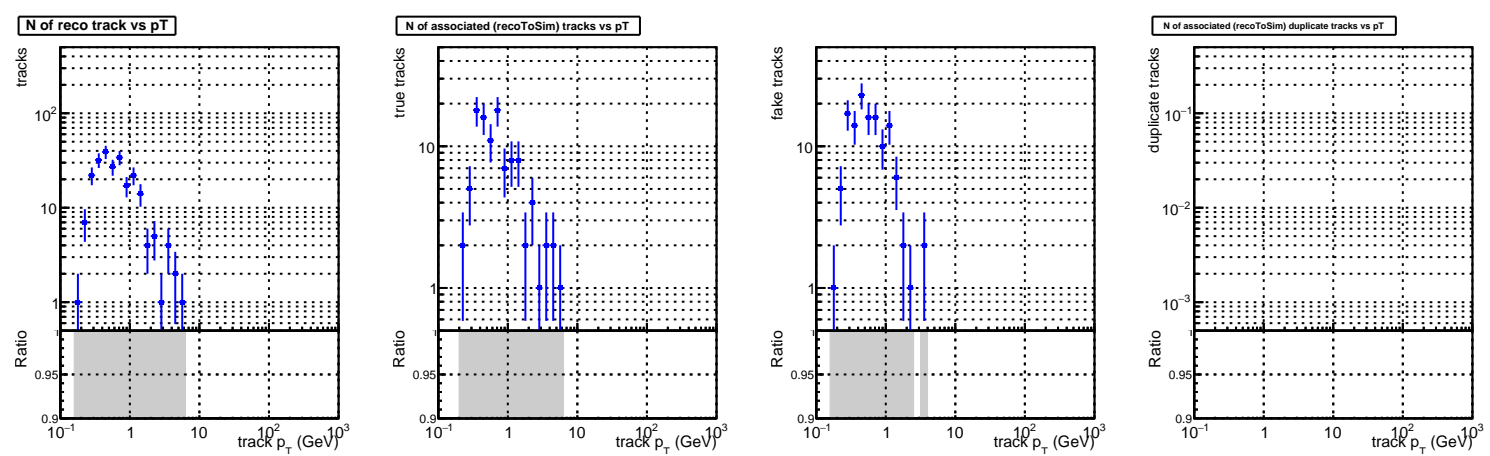 N of reco track vs pT
tracks
10²
10
1
Ratio
1
0.95
0.9
10⁻¹ 1 10 10² 10³
track p_T (GeV)
N of associated (recoToSim) tracks vs pT
true tracks
10
1
Ratio
1
0.95
0.9
10⁻¹ 1 10 10² 10³
track p_T (GeV)
fake tracks
10
1
Ratio
1
0.95
0.9
10⁻¹ 1 10 10² 10³
track p_T (GeV)
N of associated (recoToSim) duplicate tracks vs pT
duplicate tracks
10⁻¹
10⁻²
10⁻³
Ratio
1
0.95
0.9
10⁻¹ 1 10 10² 10³
track p_T (GeV)